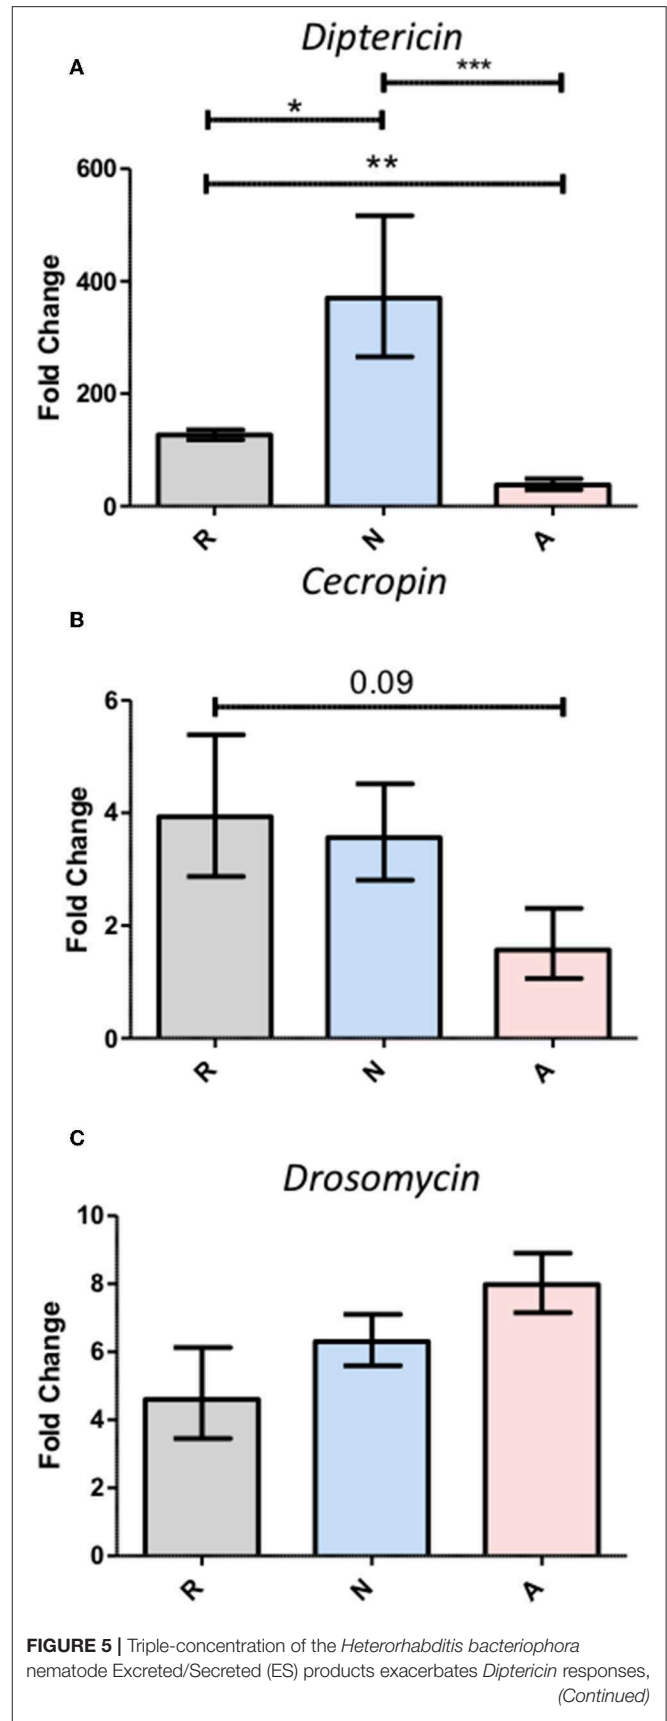 Diptericin
A
***
*
**
600
400
200
0
Fold Change
R N A
Cecropin
B
0.09
6
4
2
0
Fold Change
R N A
C
Drosomycin
10
8
6
4
2
0
Fold Change
R N A
FIGURE 5 | Triple-concentration of the Heterorhabditis bacteriophora
nematode Excreted/Secreted (ES) products exacerbates Diptericin responses,
(Continued)